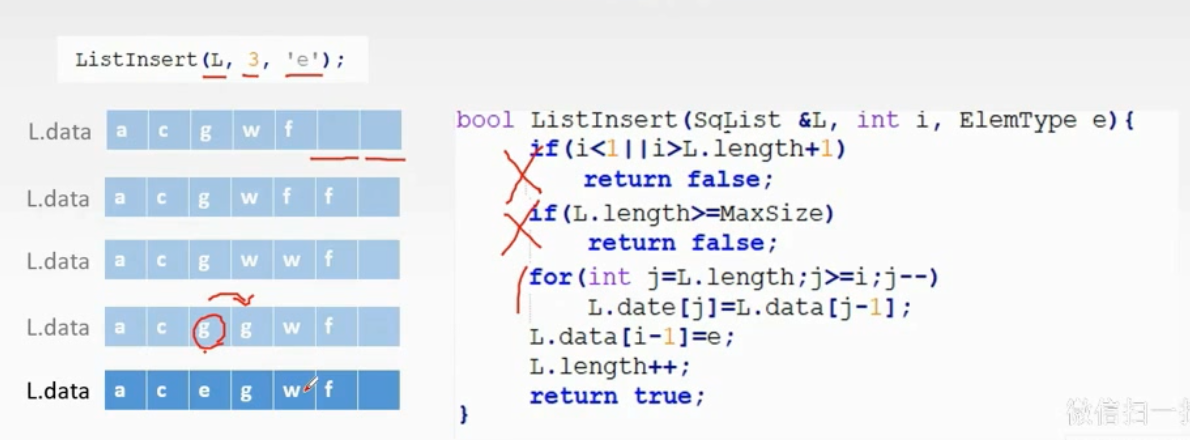 ListInsert(L, 3, 'e');
L.data a c g w f
L.data a c g w f f
L.data a c g w w f
L.data a c g g w f
L.data a c e g w f
bool ListInsert(SqList &L, int i, ElemType e){
if(i<1||i>L.length+1)
return false;
if(L.length>=MaxSize)
return false;
for(int j=L.length;j>=i;j--)
L.date[j]=L.data[j-1];
L.data[i-1]=e;
L.length++;
return true;
}
微信扫一